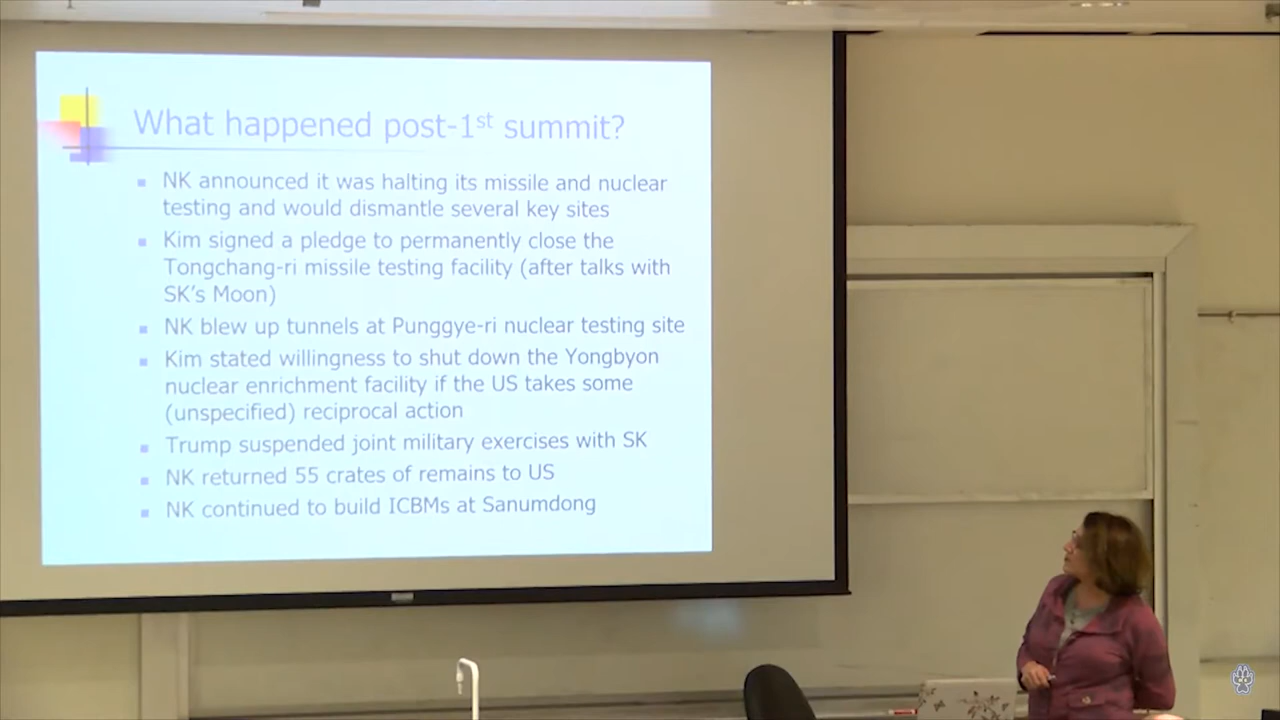 What happened post-1st summit?
NK announced it was halting its missile and nuclear
testing and would dismantle several key sites
Kim signed a pledge to permanently close the
Tongchang-ri missile testing facility (after talks with
SK's Moon)
NK blew up tunnels at Punggye-ri nuclear testing site
Kim stated willingness to shut down the Yongbyon
nuclear enrichment facility if the US takes some
(unspecified) reciprocal action
Trump suspended joint military exercises with SK
NK returned 55 crates of remains to US
NK continued to build ICBMs at Sanumdong